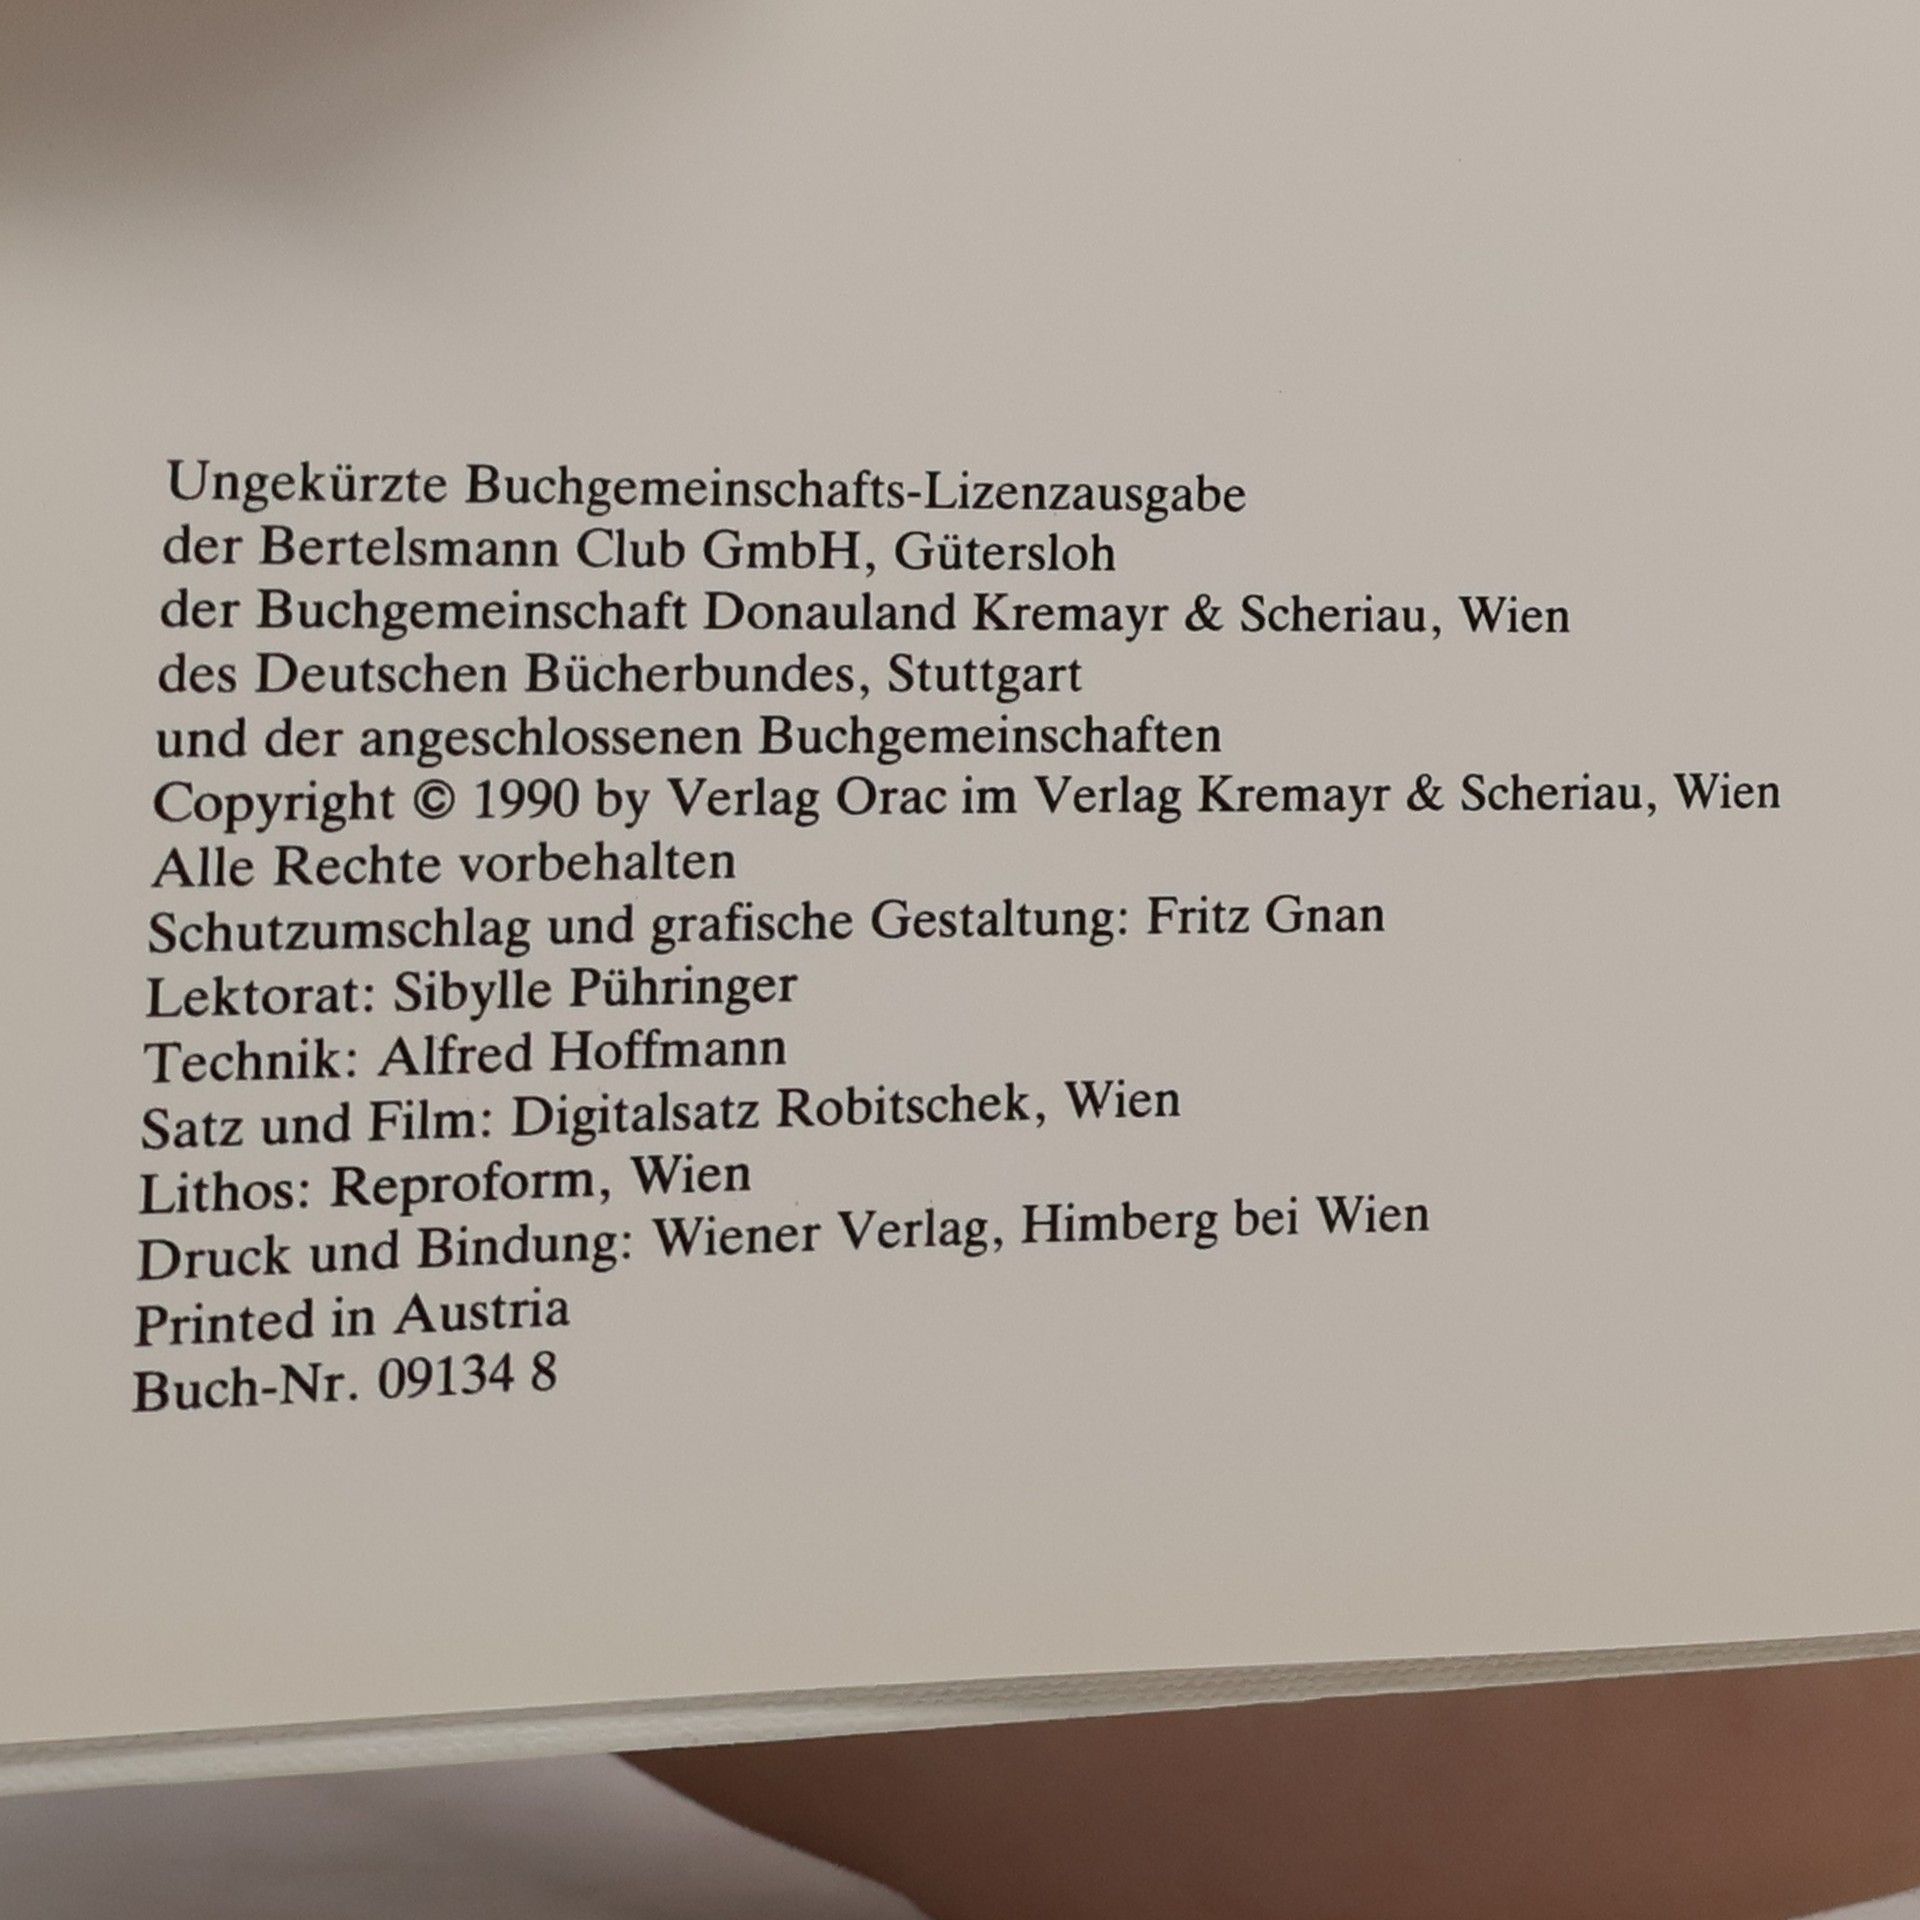 Ungekürzte Buchgemeinschafts-Lizenzausgabe
der Bertelsmann Club GmbH, Gütersloh
der Buchgemeinschaft Donauland Kremayr & Scheriau, Wien
des Deutschen Bücherbundes, Stuttgart
und der angeschlossenen Buchgemeinschaften
Copyright © 1990 by Verlag Orac im Verlag Kremayr & Scheriau, Wien
Alle Rechte vorbehalten
Schutzumschlag und grafische Gestaltung: Fritz Gnan
Lektorat: Sibylle Pühringer
Technik: Alfred Hoffmann
Satz und Film: Digitalsatz Robitschek, Wien
Lithos: Reproform, Wien
Druck und Bindung: Wiener Verlag, Himberg bei Wien
Printed in Austria
Buch-Nr. 09134 8